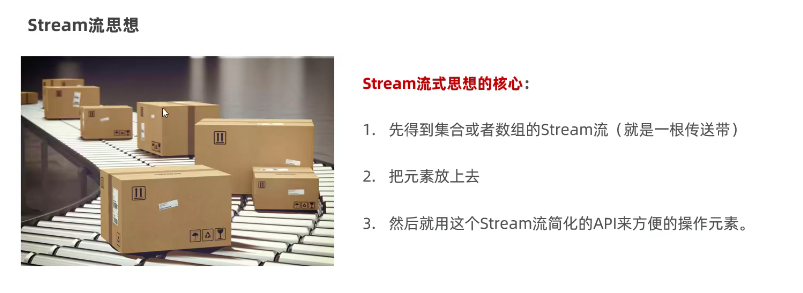 Stream流思想
Stream流式思想的核心：
1. 先得到集合或者数组的Stream流（就是一根传送带）
2. 把元素放上去
3. 然后就用这个Stream流简化的API来方便的操作元素。